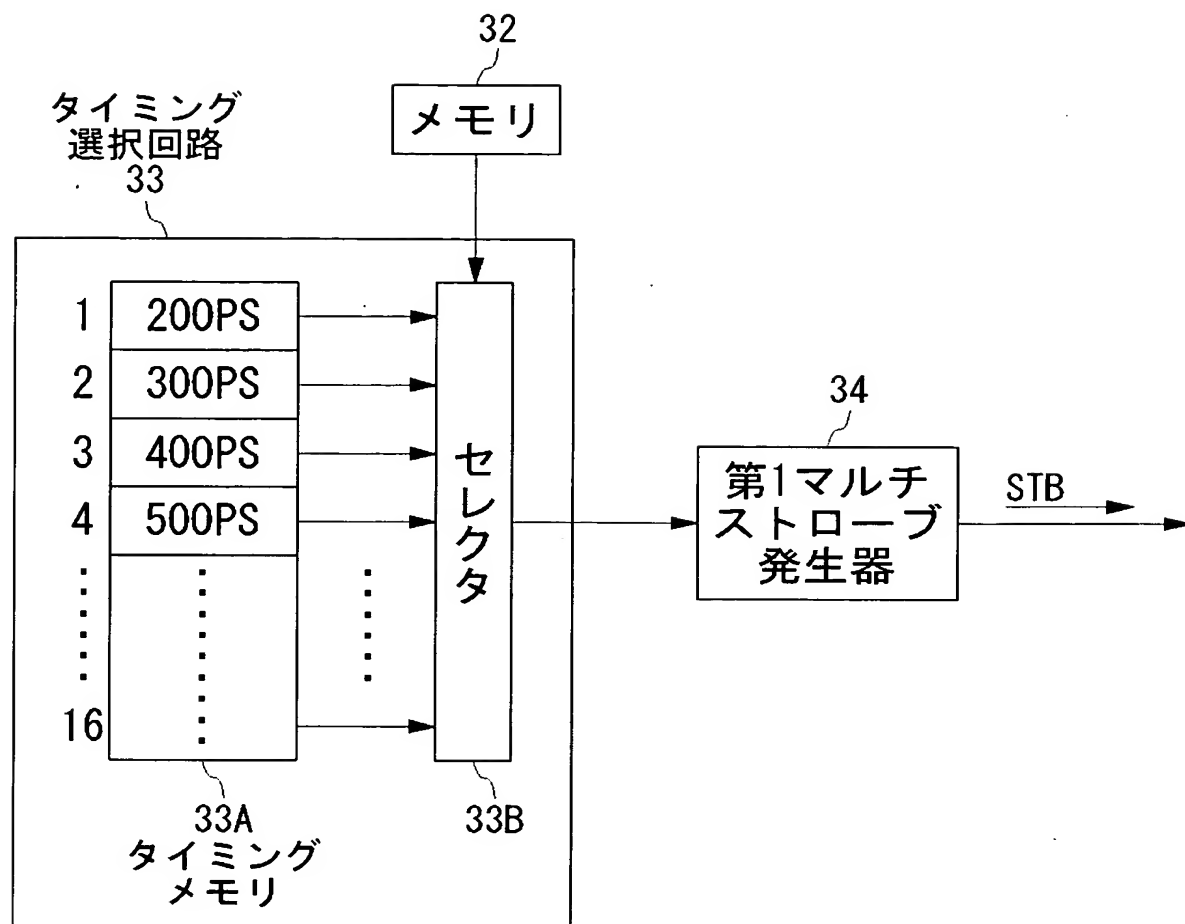 32
メモリ
タイミング
選択回路
33
1 200PS
2 300PS
3 400PS
4 500PS
16
セレクタ
33A
タイミング
メモリ
33B
34
第1マルチ
ストローブ
発生器
STB